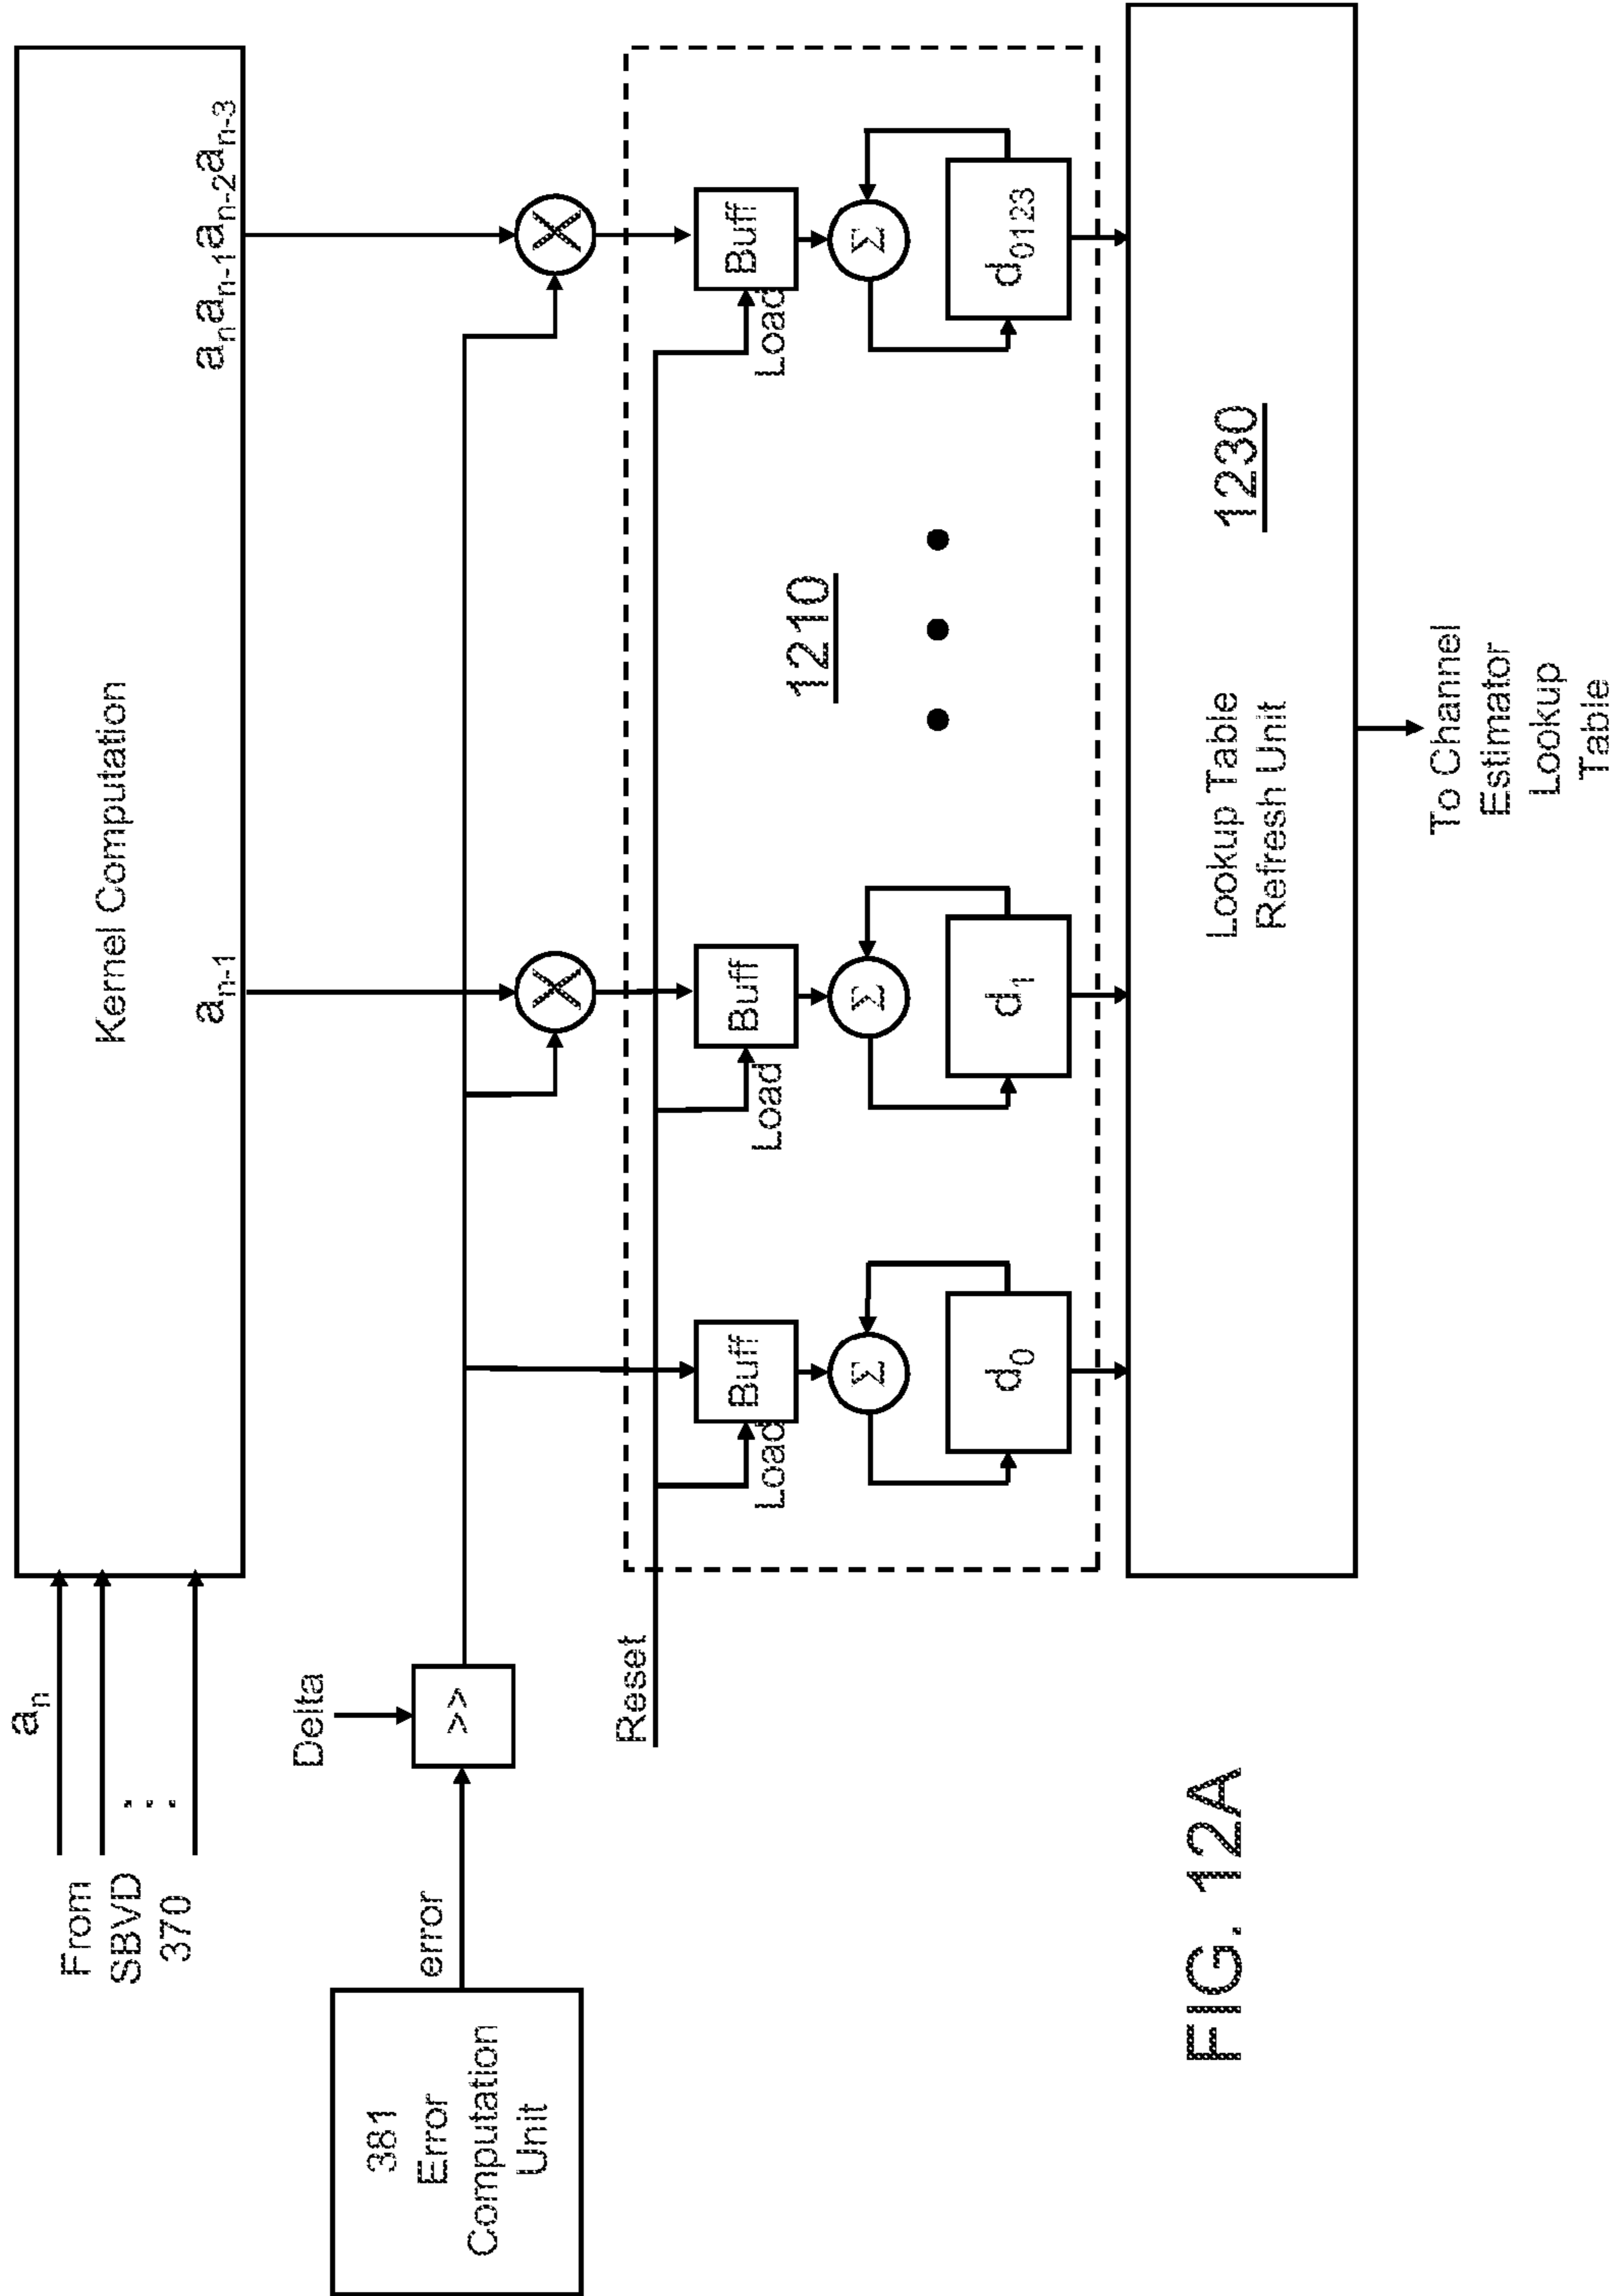 From
SBVD
370
a_n
...
Kernel Computation
a_{n-1}
a_n a_{n-1} a_{n-2} a_{n-3}
381
Error
Computation
Unit
error
Delta
>>
X
X
Reset
Load
Buff
Load
Buff
Load
Buff
Σ
Σ
Σ
1210
d_0
d_1
d_{0123}
Lookup Table
Refresh Unit
1230
To Channel
Estimator
Lookup
Table
FIG. 12A